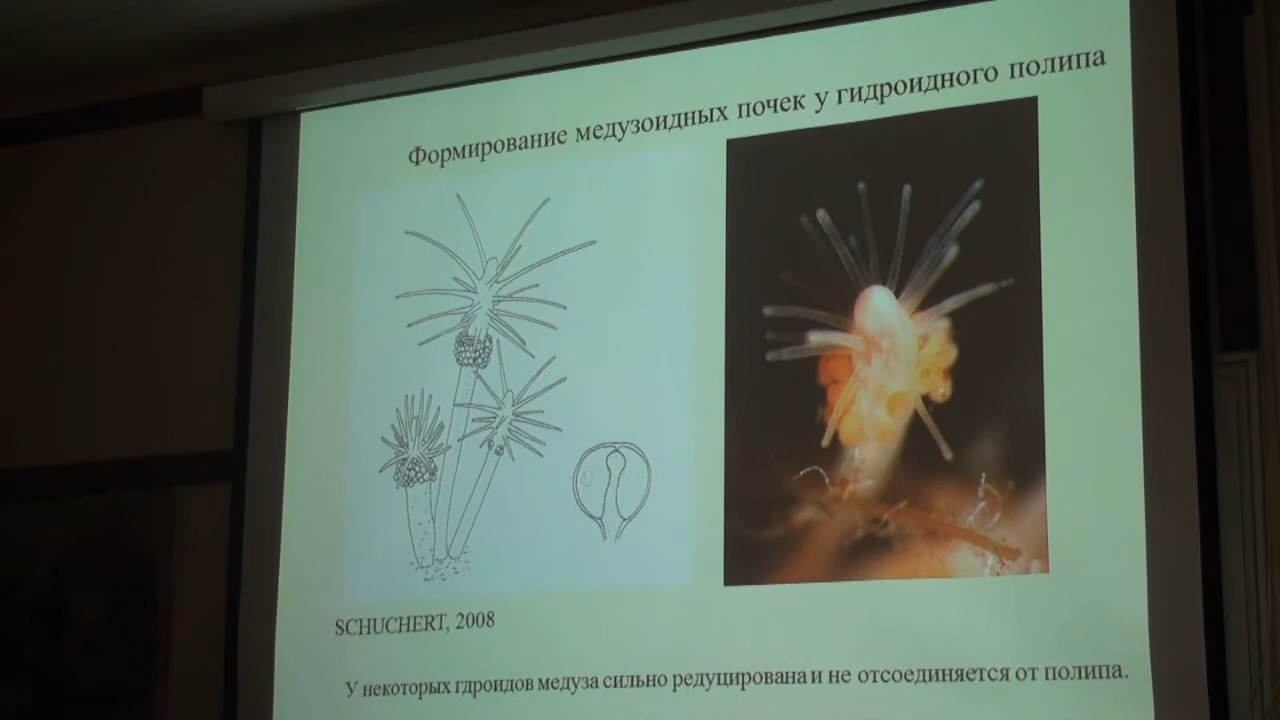 Формирование медузоидных почек у гидроидного полипа
SCHUCHERT, 2008
У некоторых гдроидов медуза сильно редуцирована и не отсоединяется от полипа.